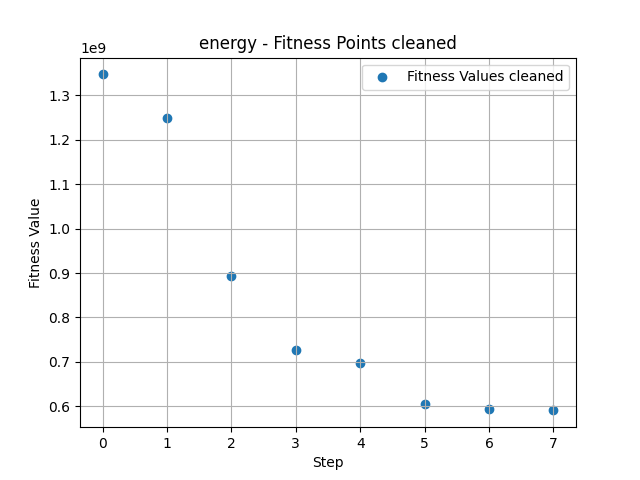 energy - Fitness Points cleaned
1e9
Fitness Values cleaned
1.3
1.2
1.1
1.0
0.9
0.8
0.7
0.6
Fitness Value
0 1 2 3 4 5 6 7
Step